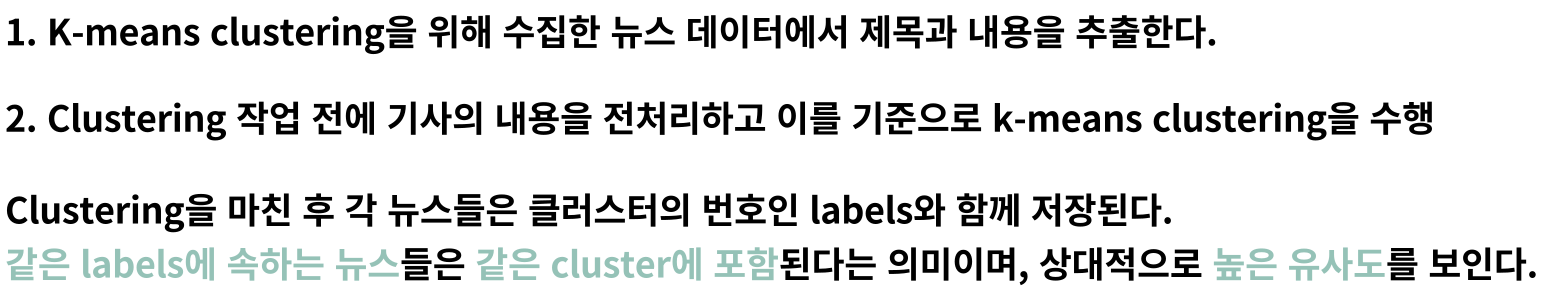 1. K-means clustering을 위해 수집한 뉴스 데이터에서 제목과 내용을 추출한다.
2. Clustering 작업 전에 기사의 내용을 전처리하고 이를 기준으로 k-means clustering을 수행
Clustering을 마친 후 각 뉴스들은 클러스터의 번호인 labels와 함께 저장된다.
같은 labels에 속하는 뉴스들은 같은 cluster에 포함된다는 의미이며, 상대적으로 높은 유사도를 보인다.